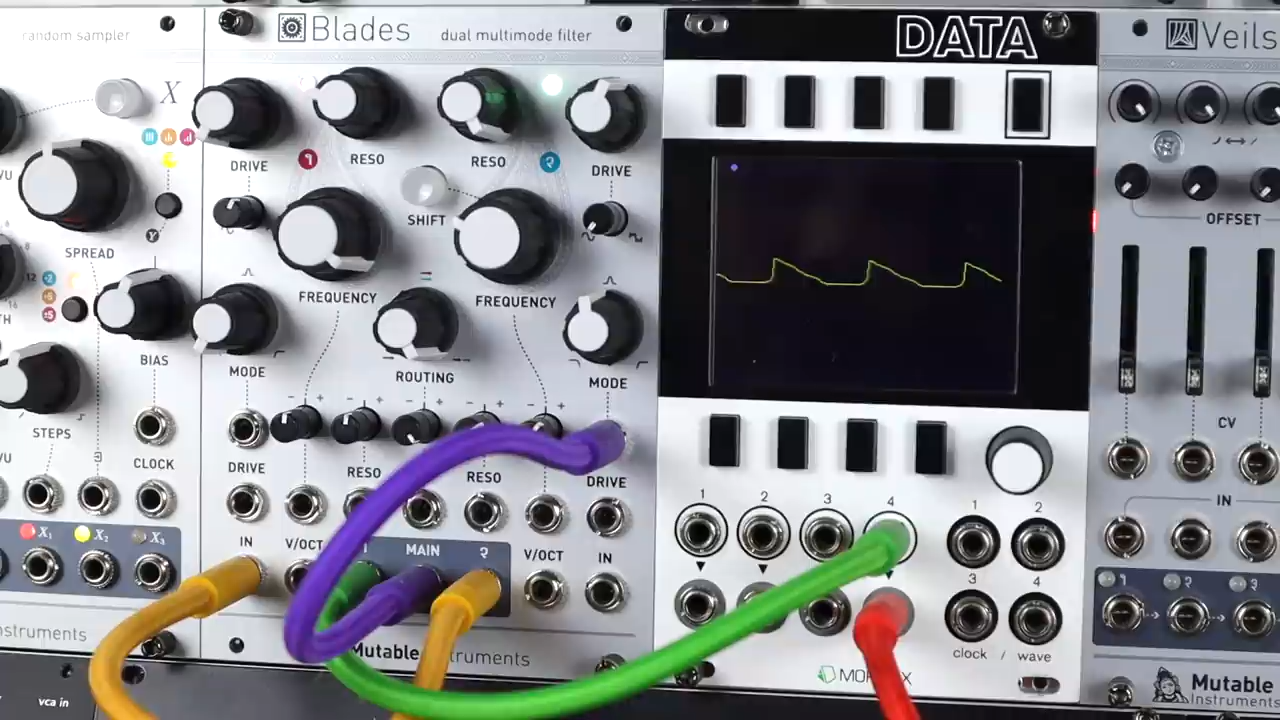 random sampler
Blades
dual multimode filter
DATA
Veils
X
DRIVE
RESO
RESO
DRIVE
SHIFT
SPREAD
FREQUENCY
FREQUENCY
OFFSET
BIAS
MODE
ROUTING
MODE
STEPS
CLOCK
DRIVE
RESO
RESO
DRIVE
CV
IN
IN
V/OCT
MAIN
V/OCT
IN
X₁
X₂
X₃
1
2
3
4
1
2
3
4
clock / wave
Mutable
Mutable
Instruments
vca in